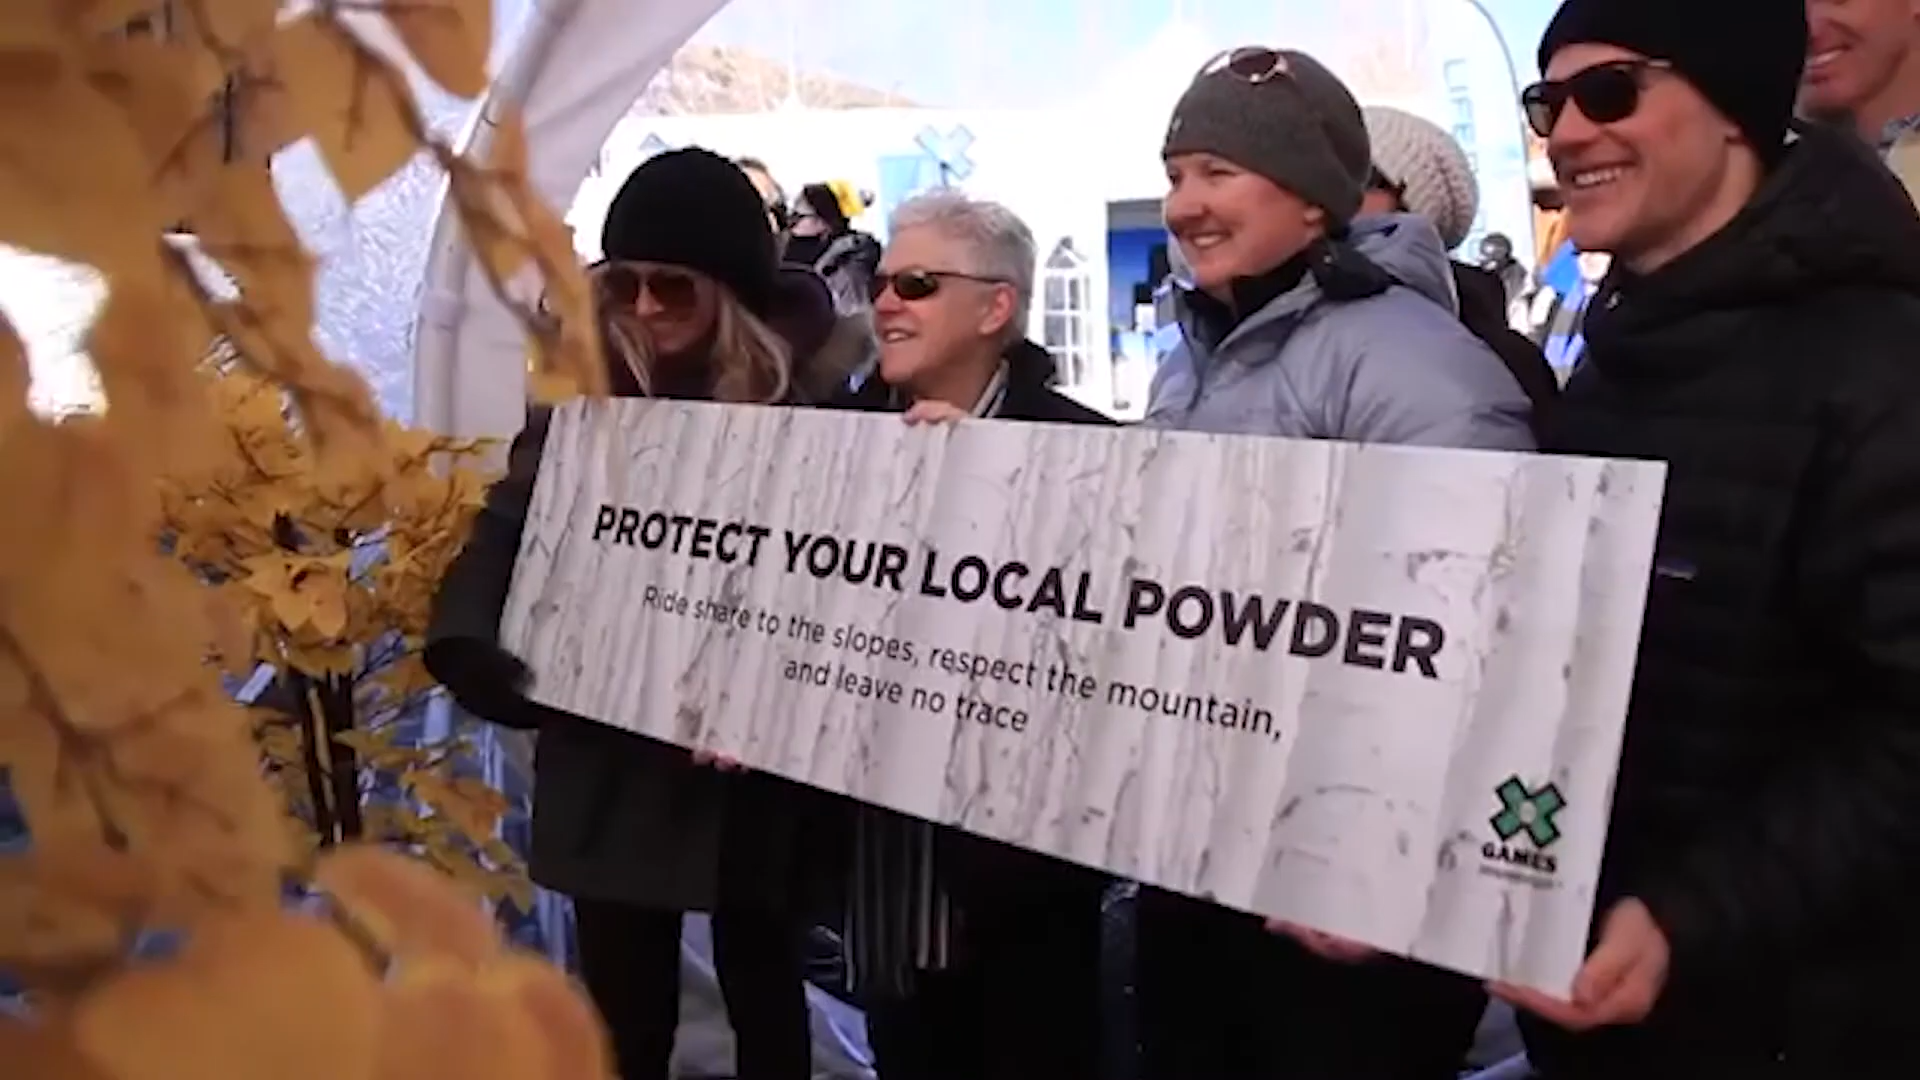 PROTECT YOUR LOCAL POWDER
Ride share to the slopes, respect the mountain,
and leave no trace
GAMES